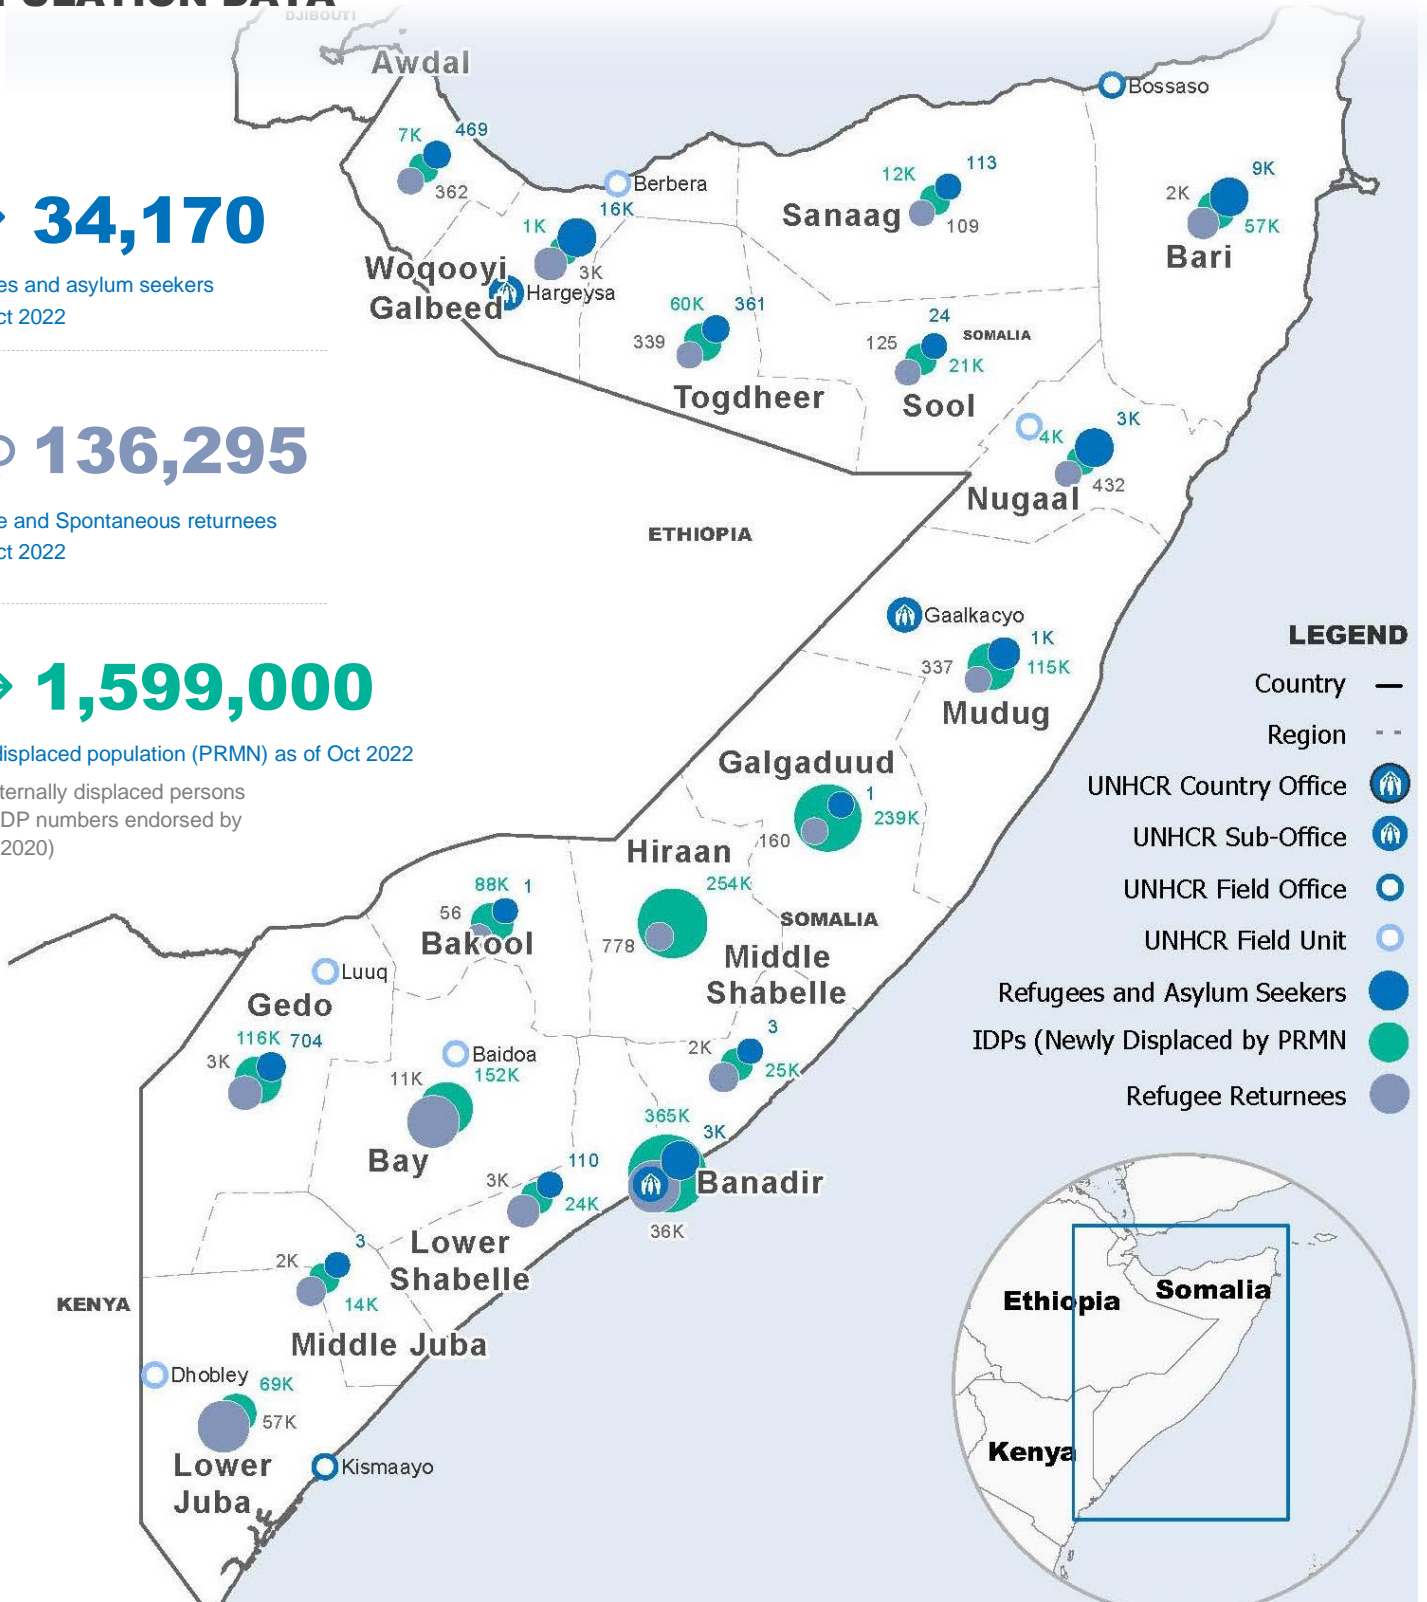 DATA
DJIBOUTI
34,170
and asylum seekers
2022
136,295
and Spontaneous returnees
2022
1,599,000
displaced population (PRMN) as of Oct 2022
displaced persons
numbers endorsed by
2020)
Awdal
7K
469
362
Berbera
Bossaso
16K
1K
3K
Woqooyi
Galbeed
Hargeysa
12K
113
Sanaag
109
9K
2K
57K
Bari
60K
361
339
Togdheer
24
SOMALIA
125
21K
Sool
3K
4K
432
Nugaal
ETHIOPIA
Gaalkacyo
1K
337
115K
Mudug
Galgaduud
1
239K
160
Hiraan
254K
778
SOMALIA
88K 1
56
Bakool
Middle
Shabelle
Luuq
Gedo
116K 704
3K
3
2K
25K
Baidoa
11K
152K
Bay
365K
3K
Banadir
36K
110
3K
24K
Lower
Shabelle
3
2K
14K
KENYA
Middle Juba
Dhobley
69K
57K
Lower
Juba
Kismaayo
LEGEND
Country
Region
UNHCR Country Office
UNHCR Sub-Office
UNHCR Field Office
UNHCR Field Unit
Refugees and Asylum Seekers
IDPs (Newly Displaced by PRMN
Refugee Returnees
Ethiopia
Somalia
Kenya